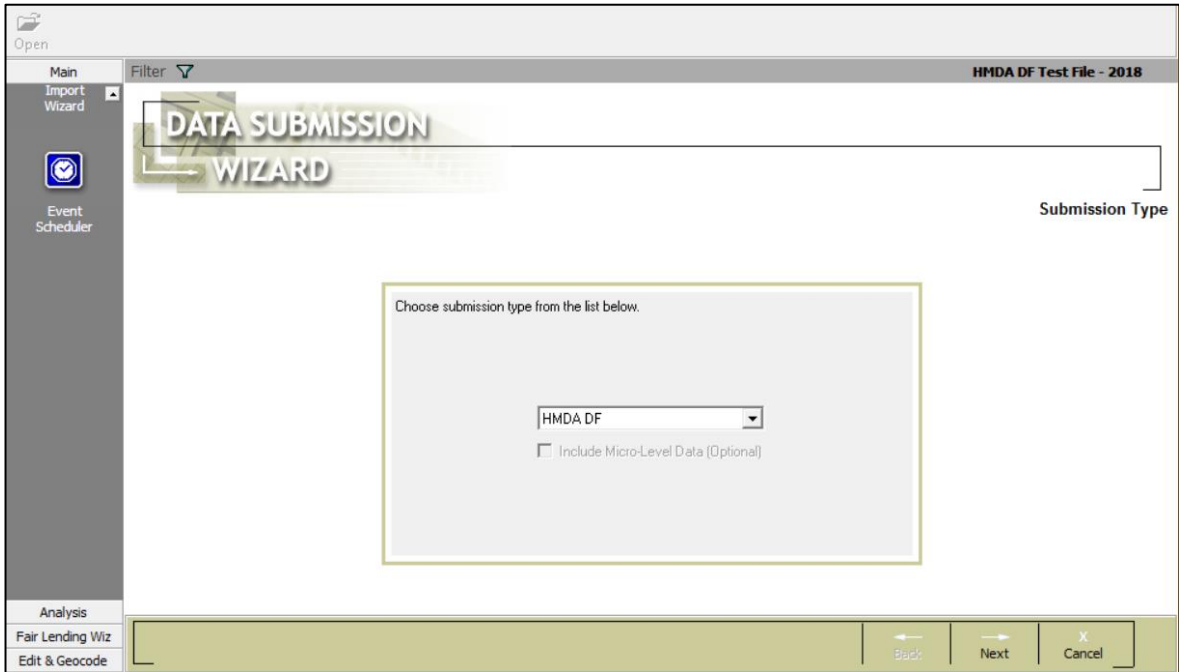 Open
Main
Filter
HMDA DF Test File - 2018
Import
Wizard
DATA SUBMISSION
WIZARD
Event
Scheduler
Submission Type
Choose submission type from the list below.
HMDA DF
Include Micro-Level Data (Optional)
Analysis
Fair Lending Wiz
Edit & Geocode
Back
Next
X
Cancel